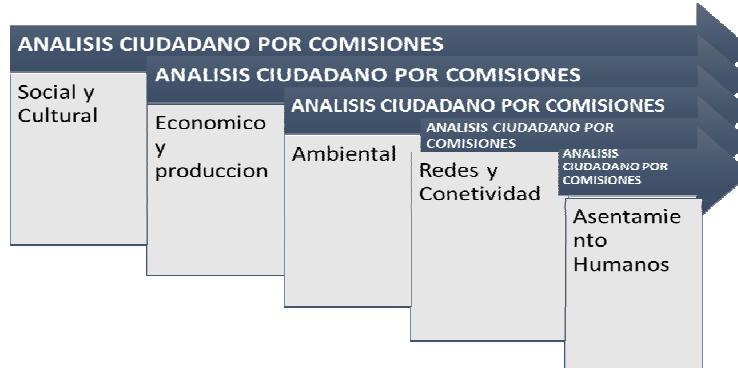 ANALISIS CIUDADANO POR COMISIONES
Social y
Cultural
ANALISIS CIUDADANO POR COMISIONES
Economico
y
produccion
ANALISIS CIUDADANO POR COMISIONES
Ambiental
ANALISIS CIUDADANO POR
COMISIONES
Redes y
Conetividad
ANALISIS
CIUDADANO POR
COMISIONES
Asentamie
nto
Humanos